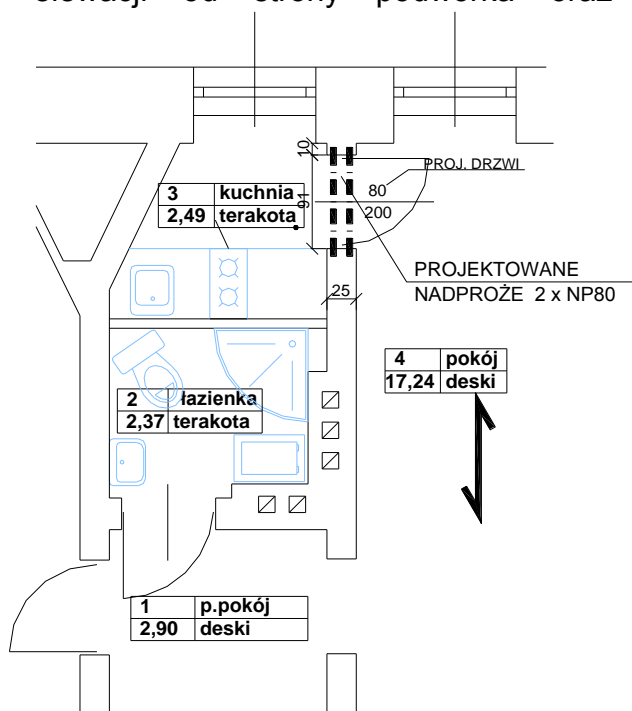 elewacji od strony podwórka oraz
10
PROJ. DRZWI
3 kuchnia
2,49 terakota
91
80
200
PROJEKTOWANE
NADPROŻE 2 x NP80
25
4 pokój
17,24 deski
2 łazienka
2,37 terakota
1 p.pokój
2,90 deski